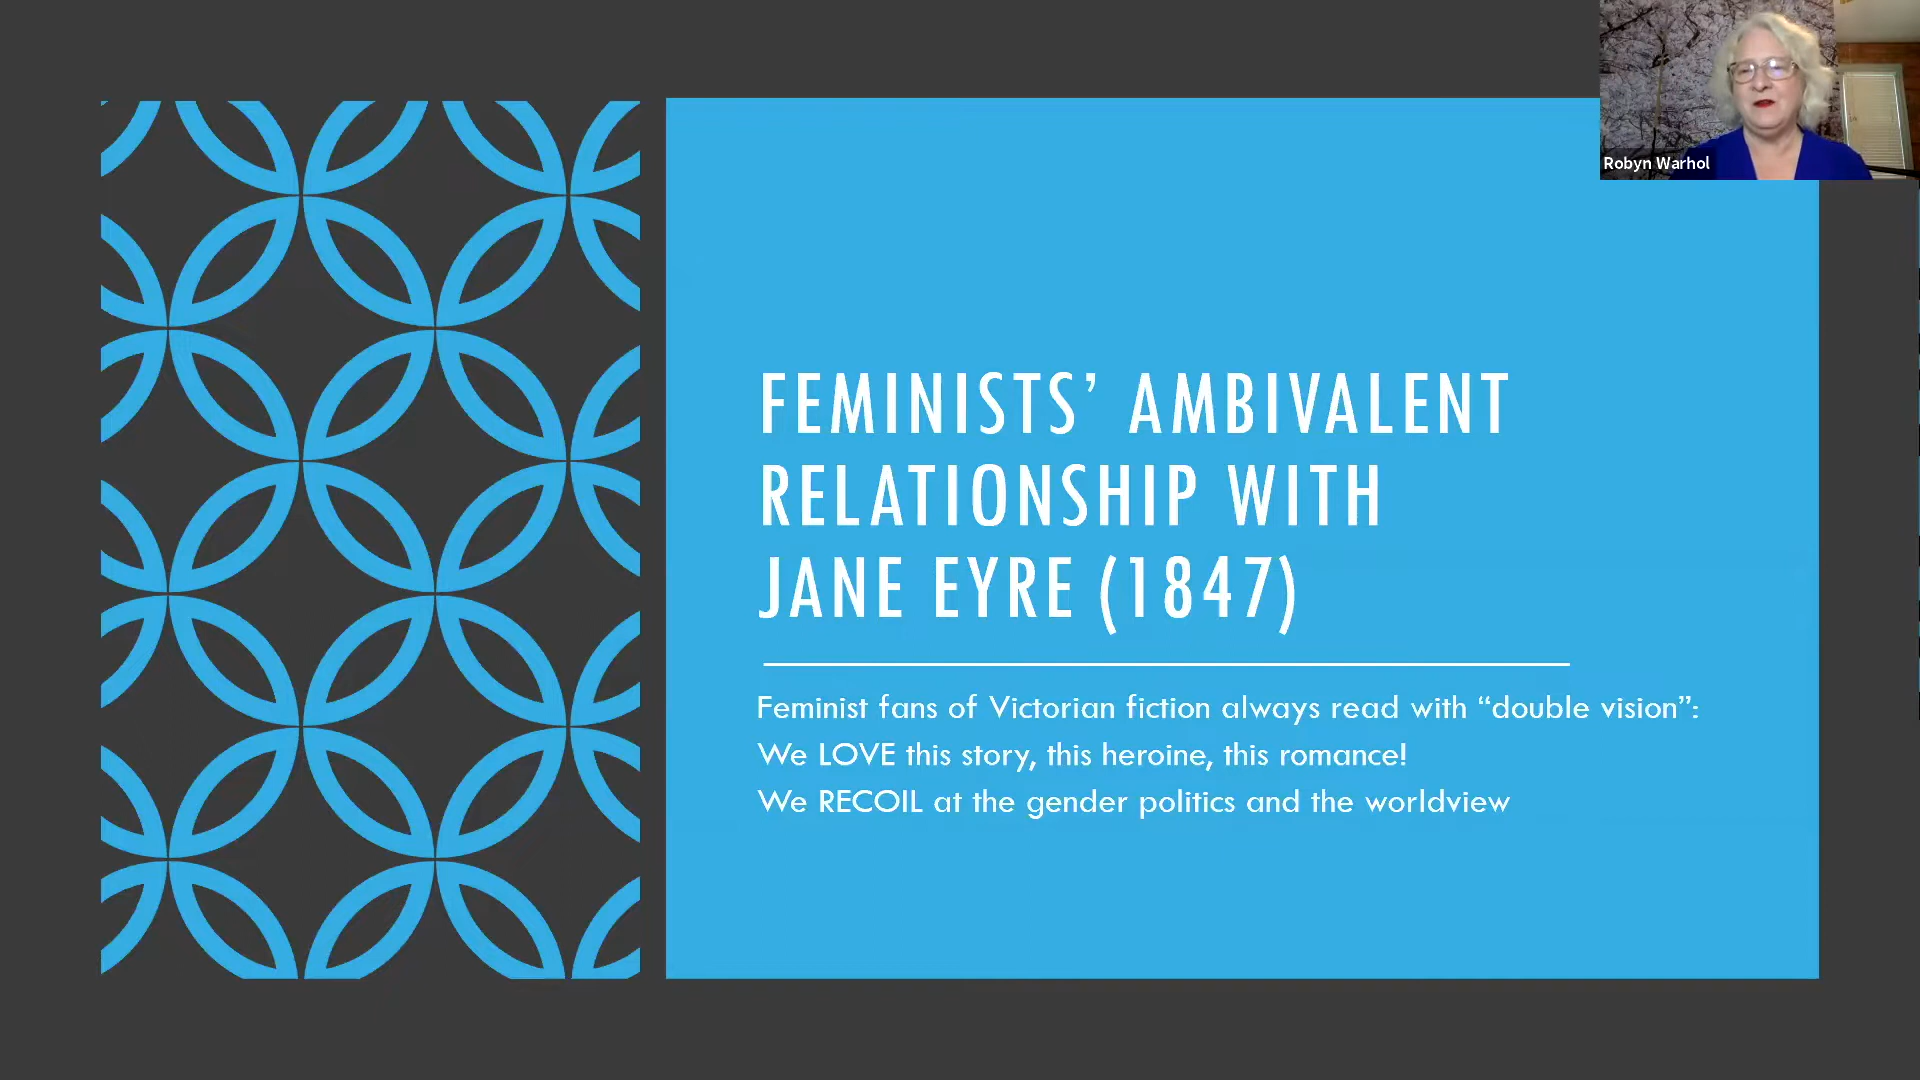 Robyn Warhol
FEMINISTS’ AMBIVALENT
RELATIONSHIP WITH
JANE EYRE (1847)
Feminist fans of Victorian fiction always read with “double vision”:
We LOVE this story, this heroine, this romance!
We RECOIL at the gender politics and the worldview